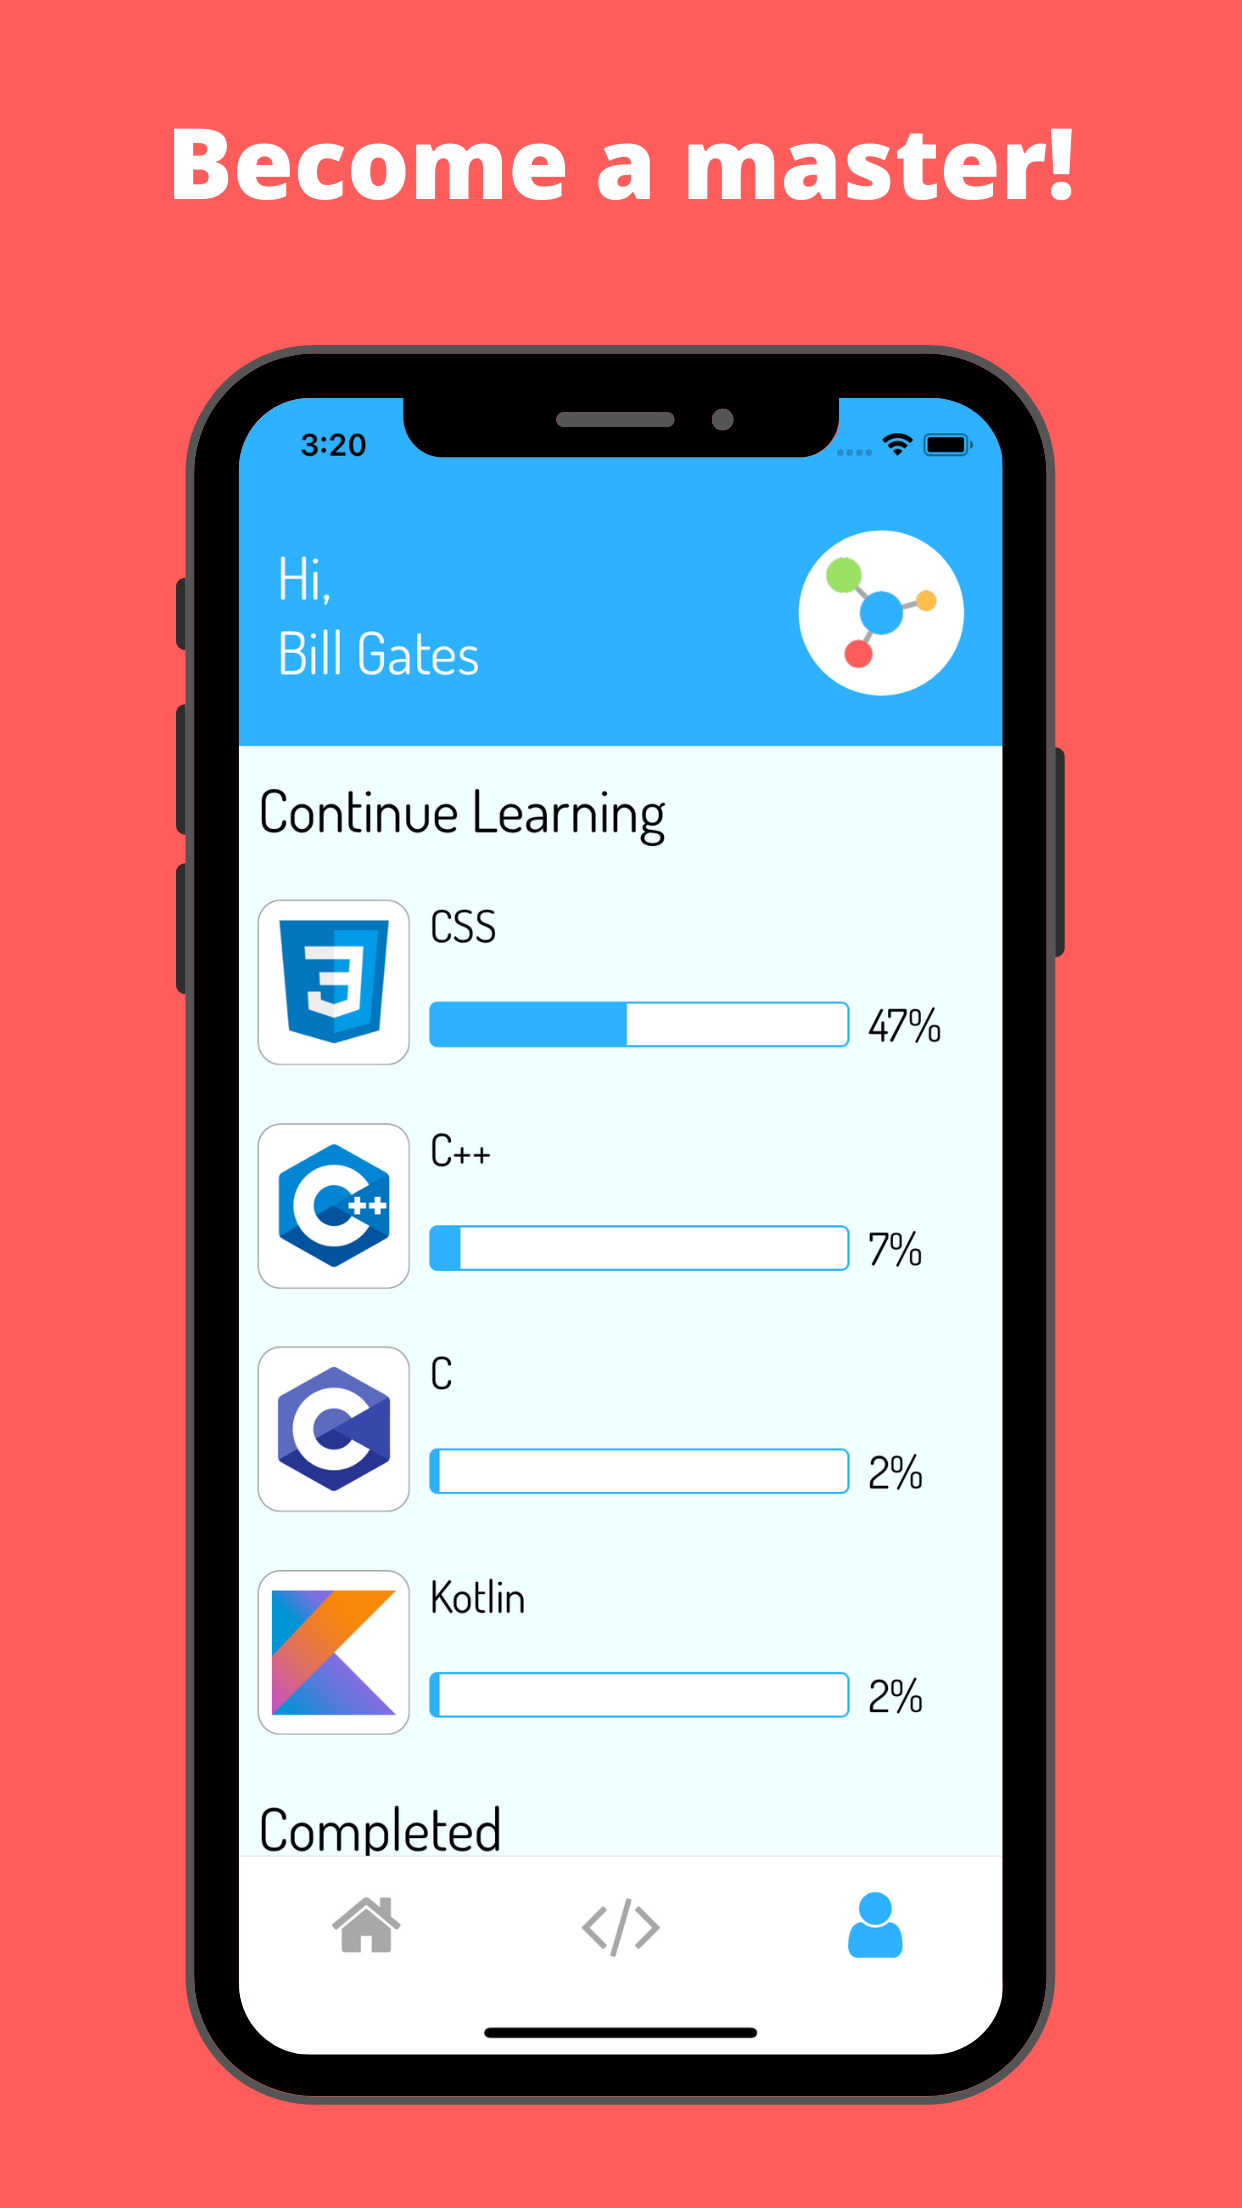 Become a master!
3:20
Hi,
Bill Gates
Continue Learning
CSS
47%
C++
7%
C
2%
Kotlin
2%
Completed